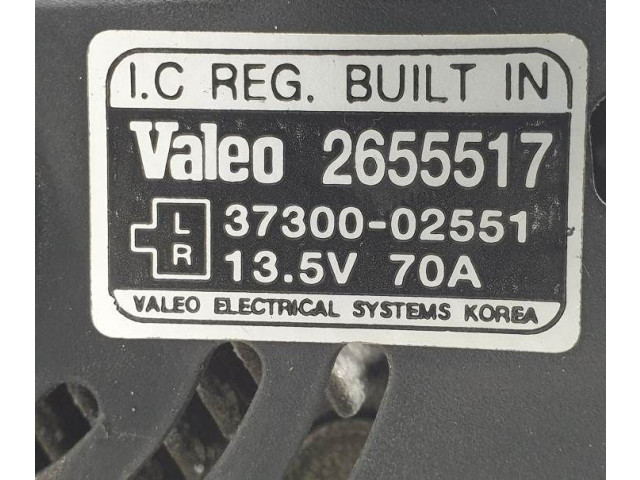 I.C REG. BUILT IN
Valeo 2655517
L 37300-02551
R 13.5V 70A
VALEO ELECTRICAL SYSTEMS KOREA